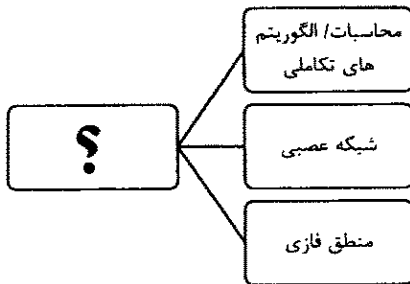 محاسبات/ الگوریتم
های تکاملی
؟
شبکه عصبی
منطق فازی